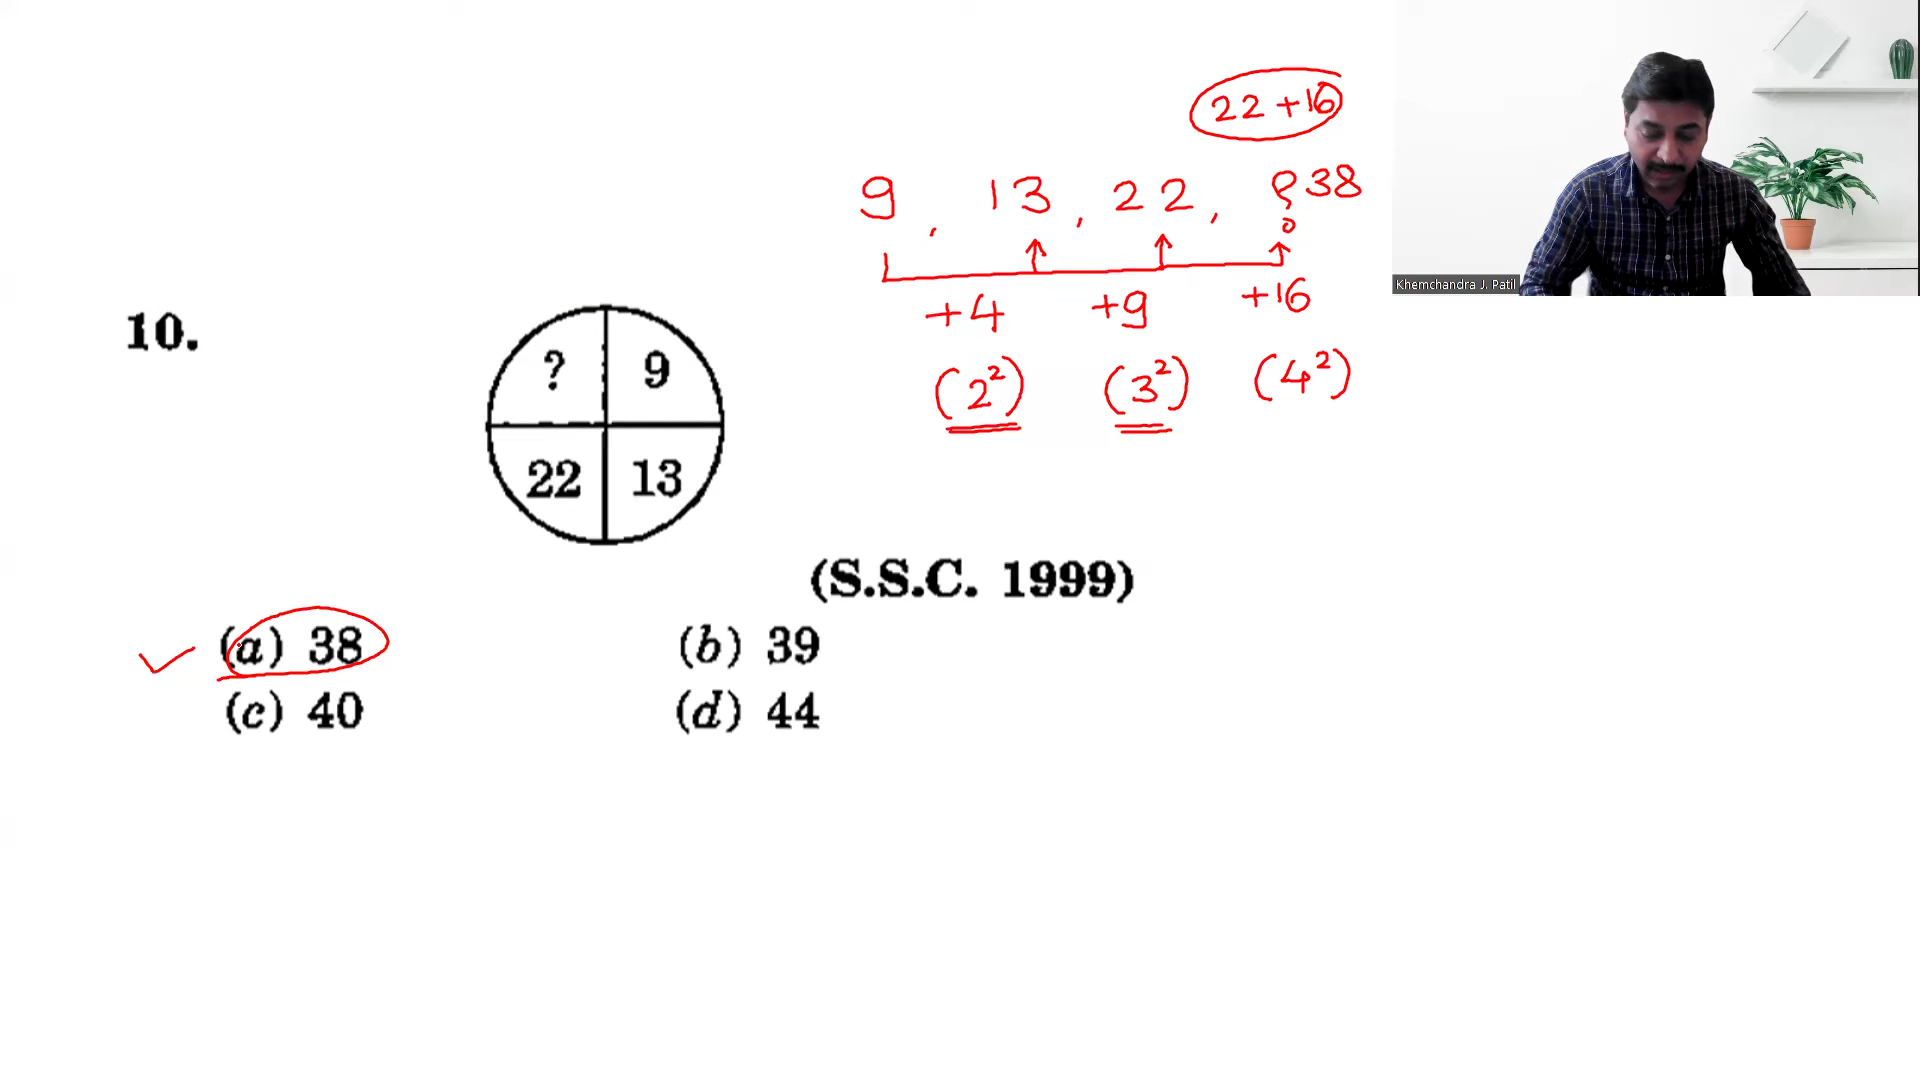 22 + 16
9, 13, 22, ? 38
Khemchandra J. Patil
+4 +9 +16
(2²) (3²) (4²)
10.
? 9
22 13
(S.S.C. 1999)
(a) 38 (b) 39
(c) 40 (d) 44